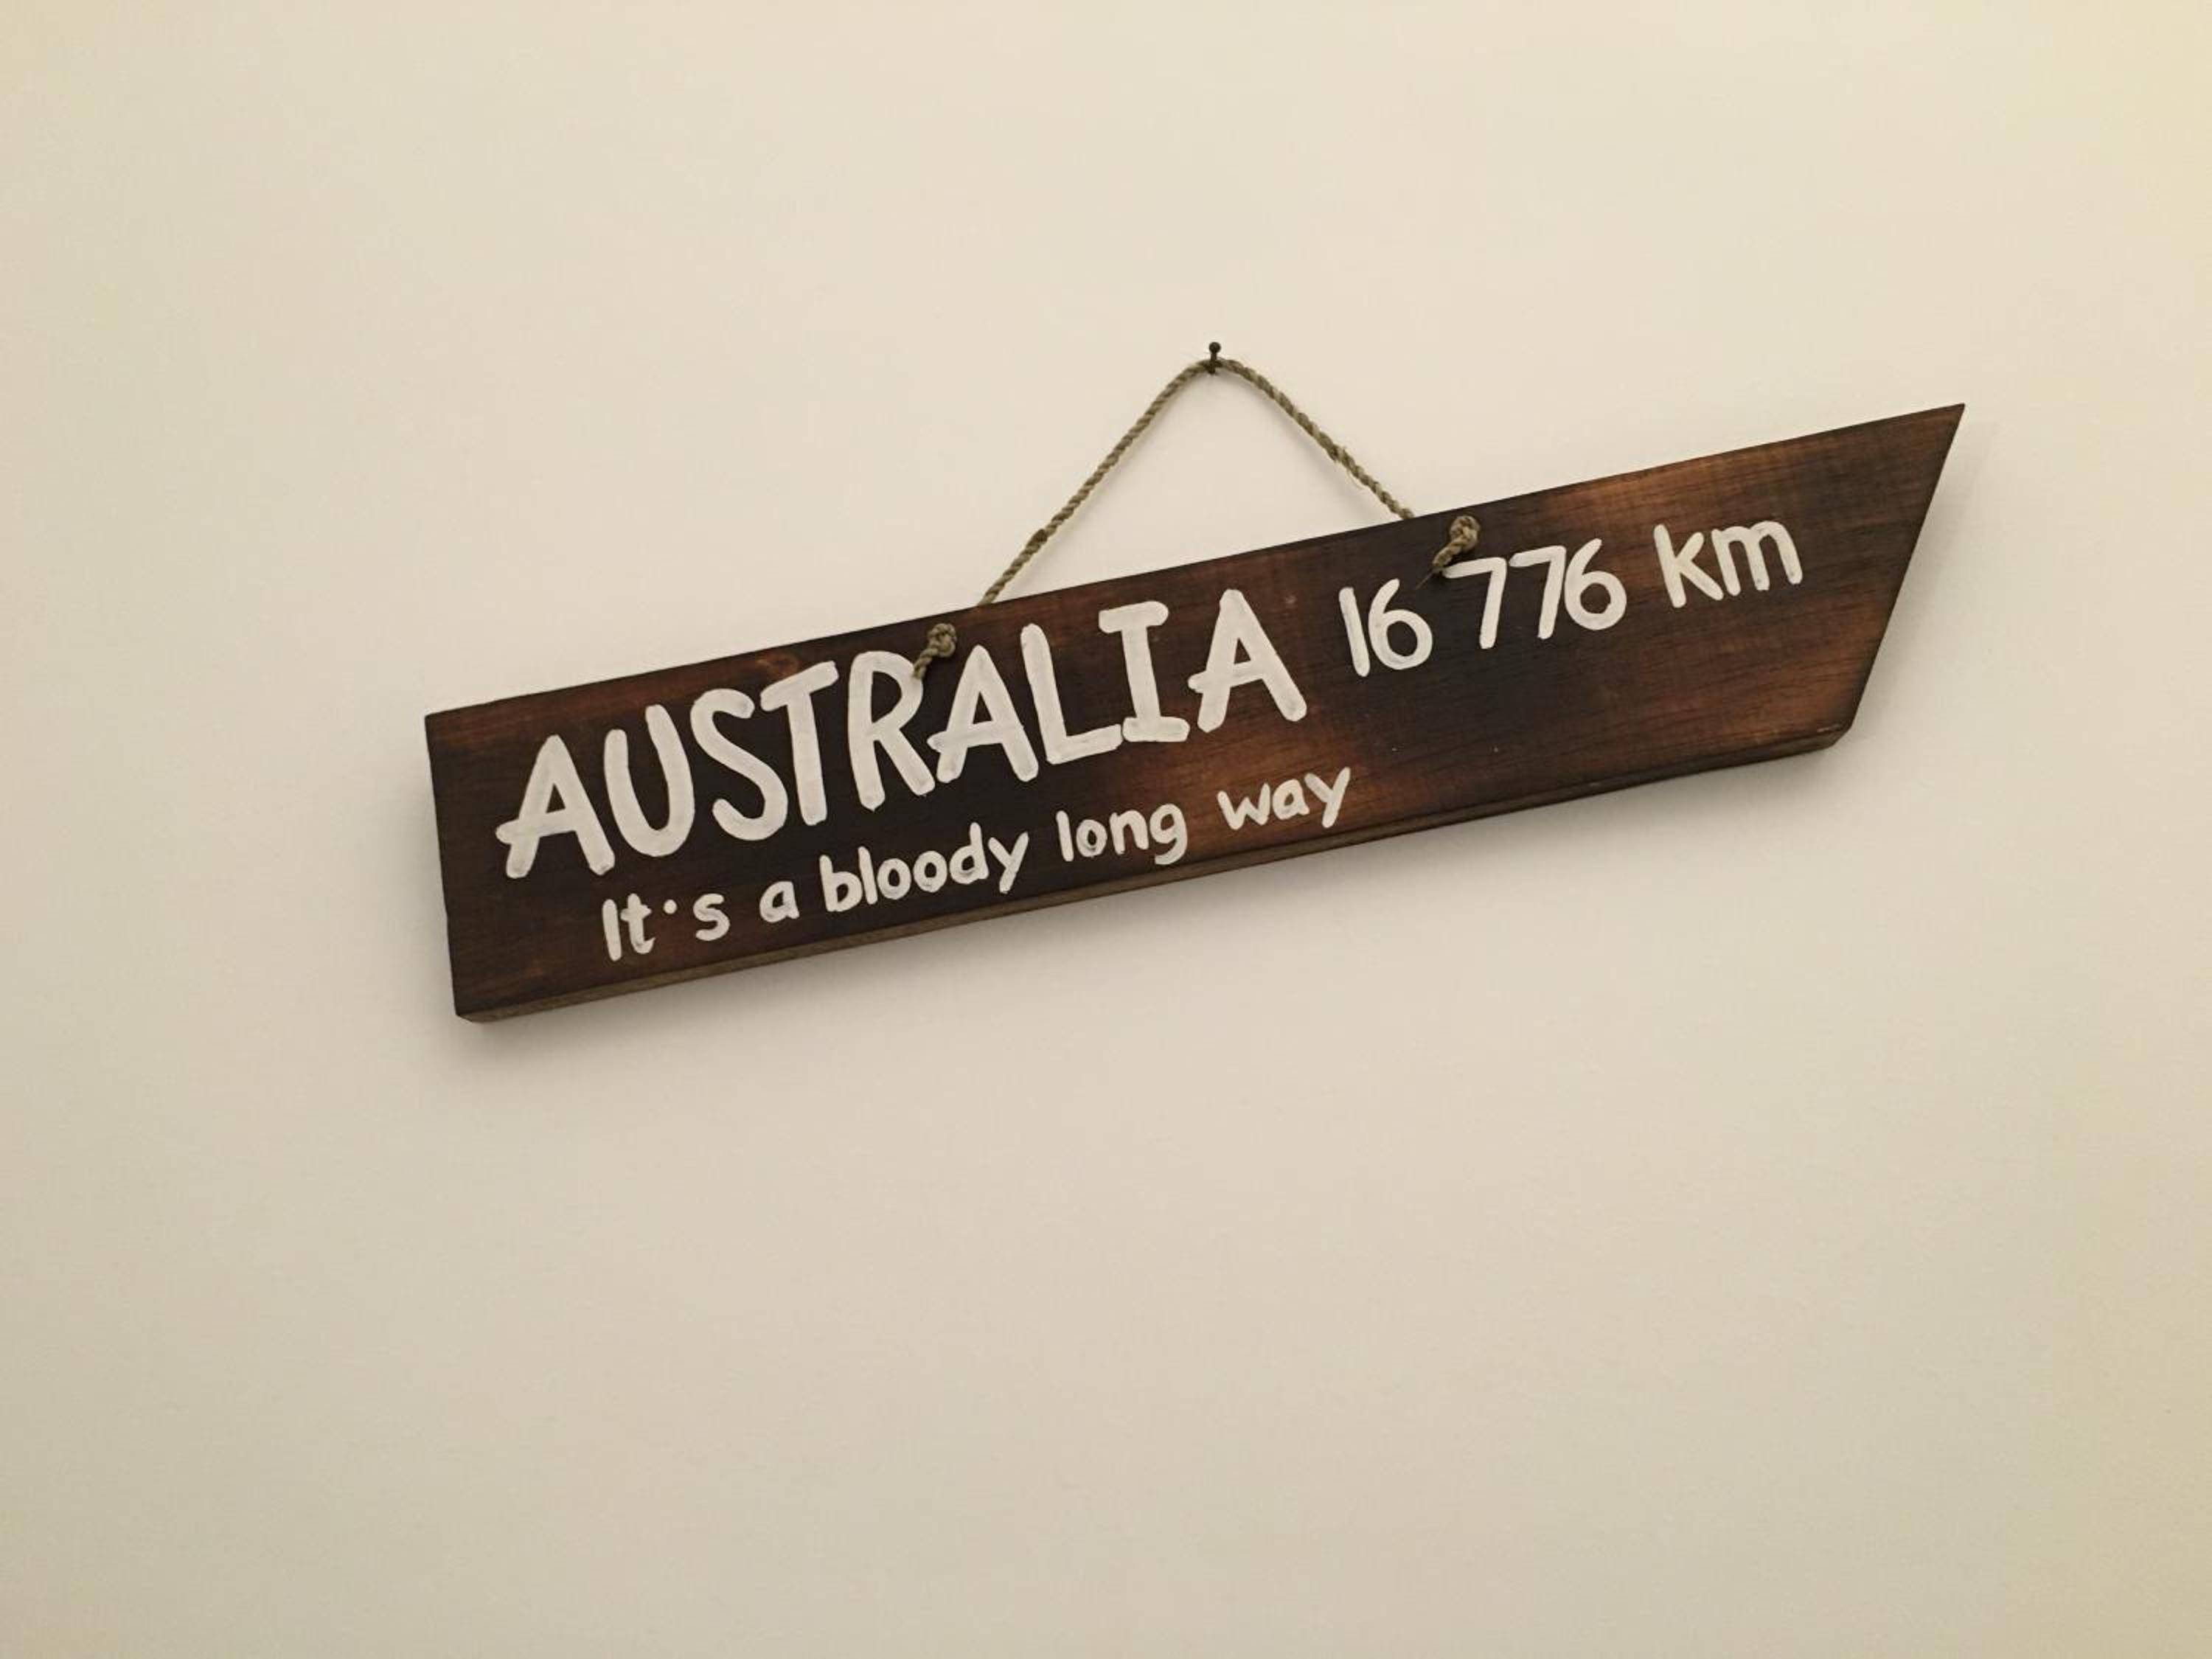 AUSTRALIA 16 776 km
It's a bloody long way